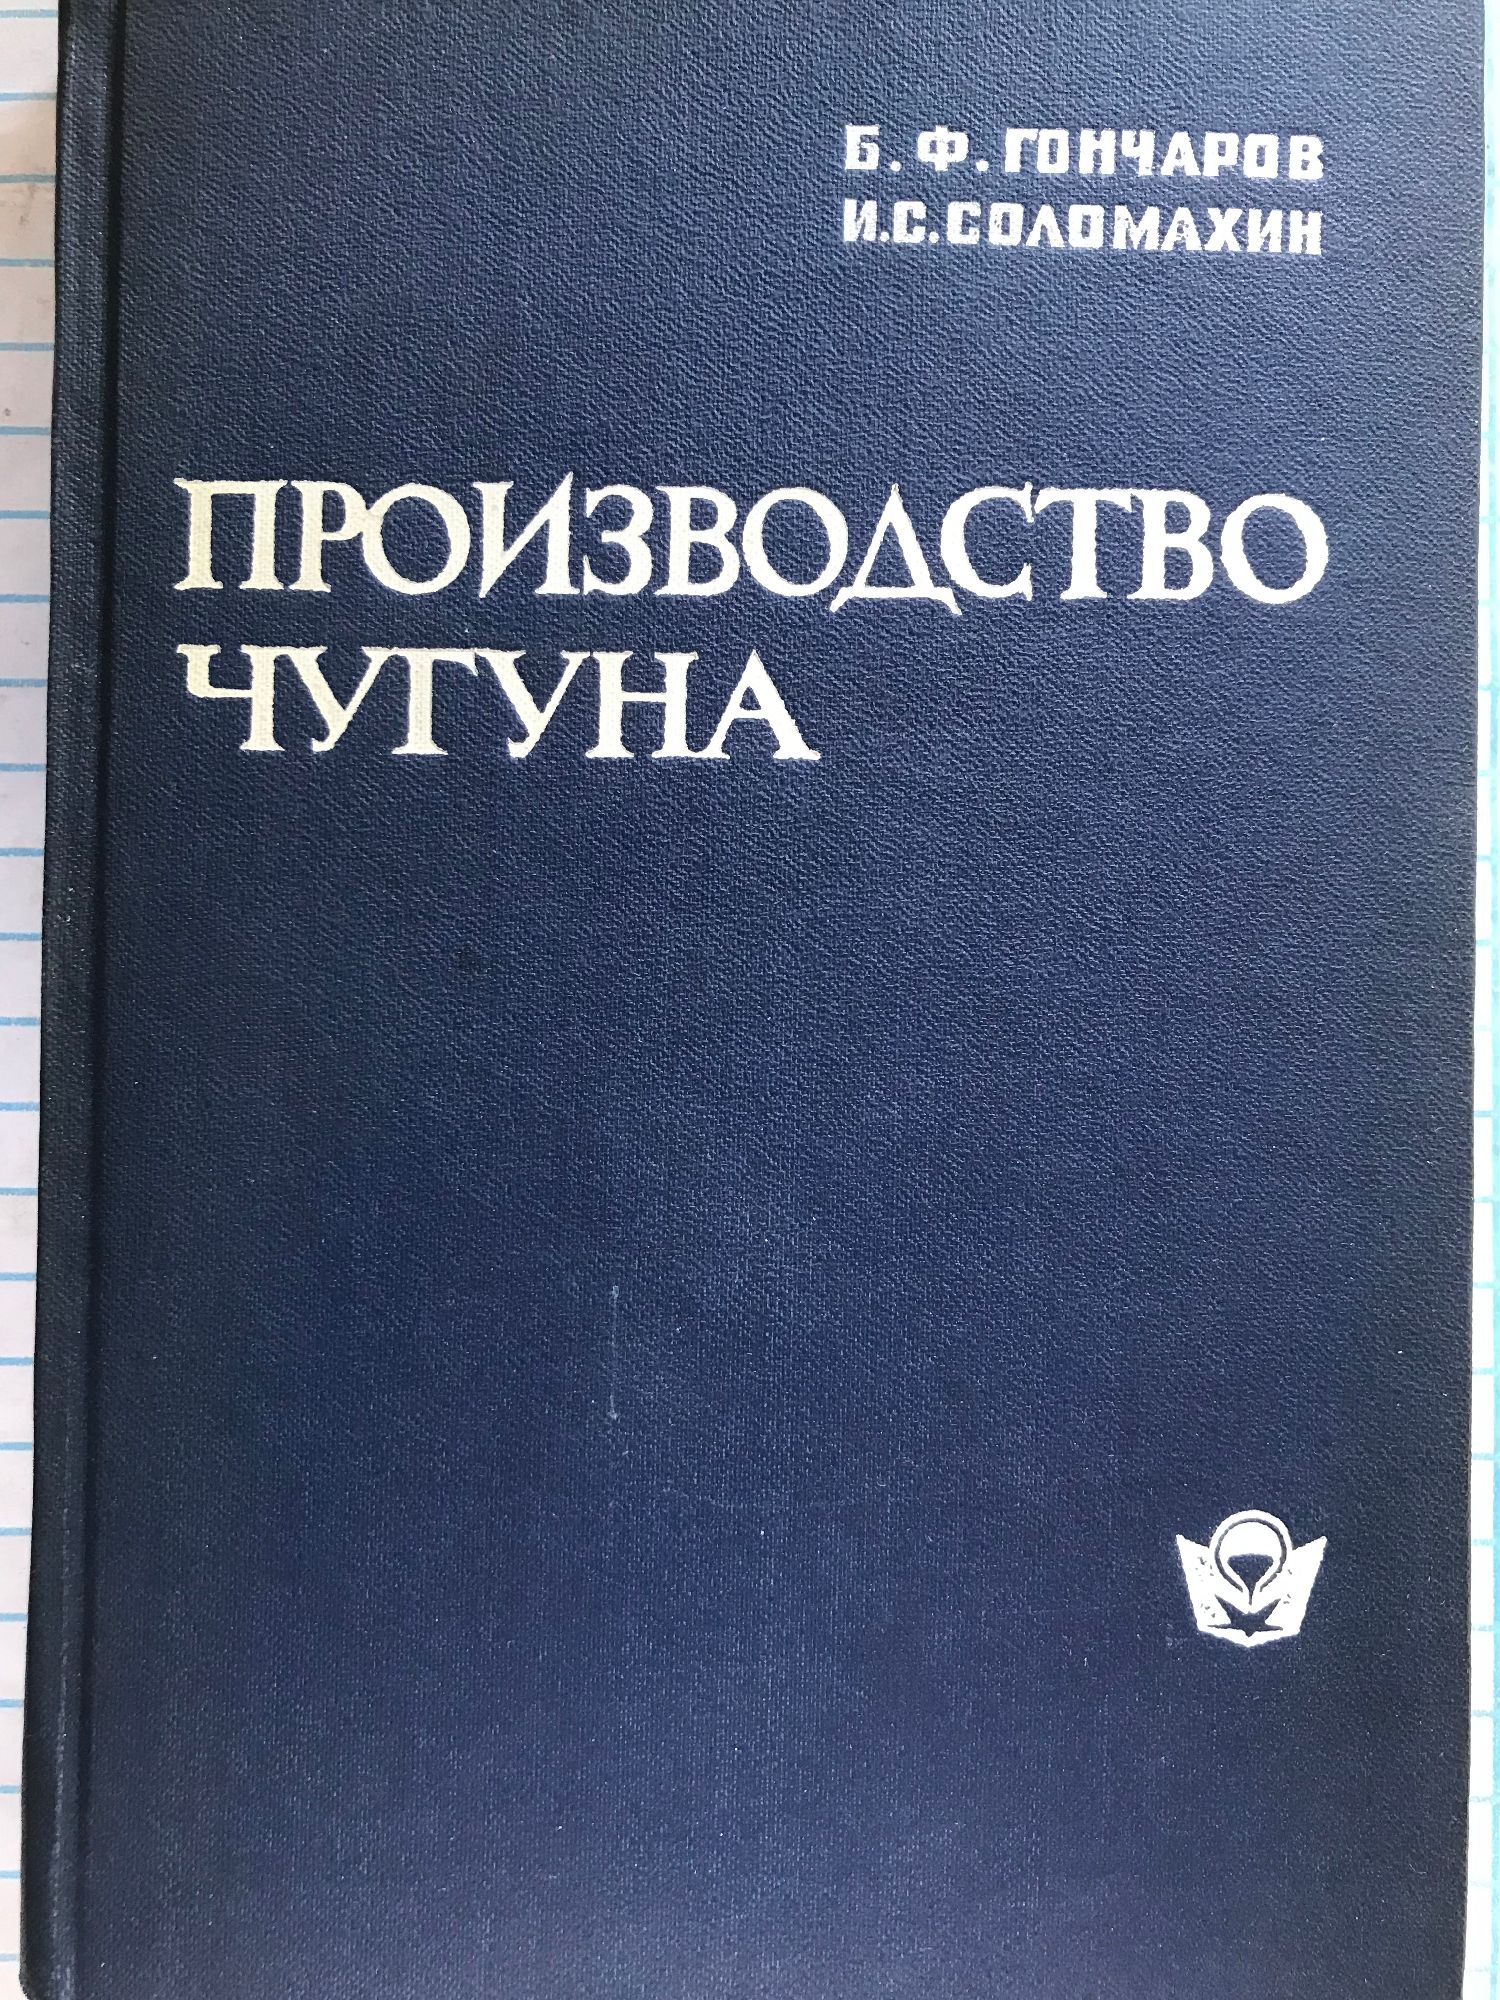 Б. Ф. ГОНЧАРОВ
И. С. СОЛОМАХИН
ПРОИЗВОДСТВО
ЧУГУНА